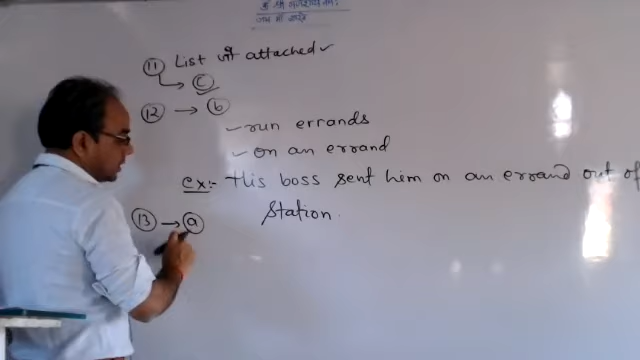 11 List जो attached ✓
→ c
12 → b
✓ run errands
✓ on an errand
ex:- His boss sent him on an errand out of
station.
13 → a